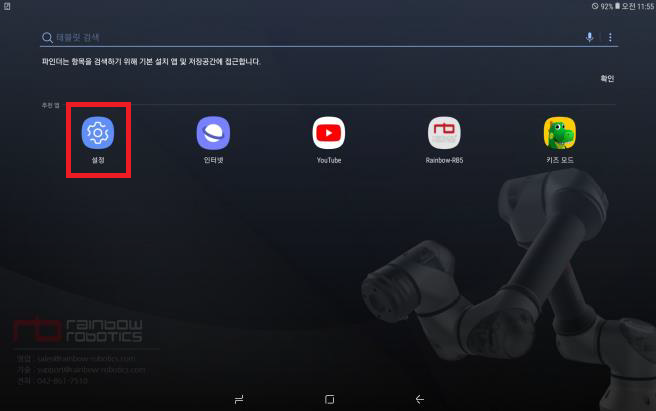 92% 오전 11:55
태블릿 검색
파인더는 항목을 검색하기 위해 기본 설치 앱 및 저장공간에 접근합니다.
확인
추천 앱
설정
인터넷
YouTube
Rainbow-RB5
키즈 모드
rainbow
robotics
영업 : sales@rainbow-robotics.com
기술 : support@rainbow-robotics.com
전화 : 042-861-7510